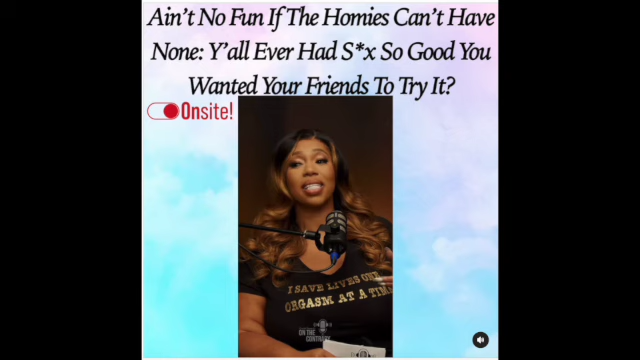 Ain't No Fun If The Homies Can't Have
None: Y'all Ever Had S*x So Good You
Wanted Your Friends To Try It?
Onsite!
I SAVE LIVES ONE
ORGASM AT A TIME
ON THE
CONTRARY